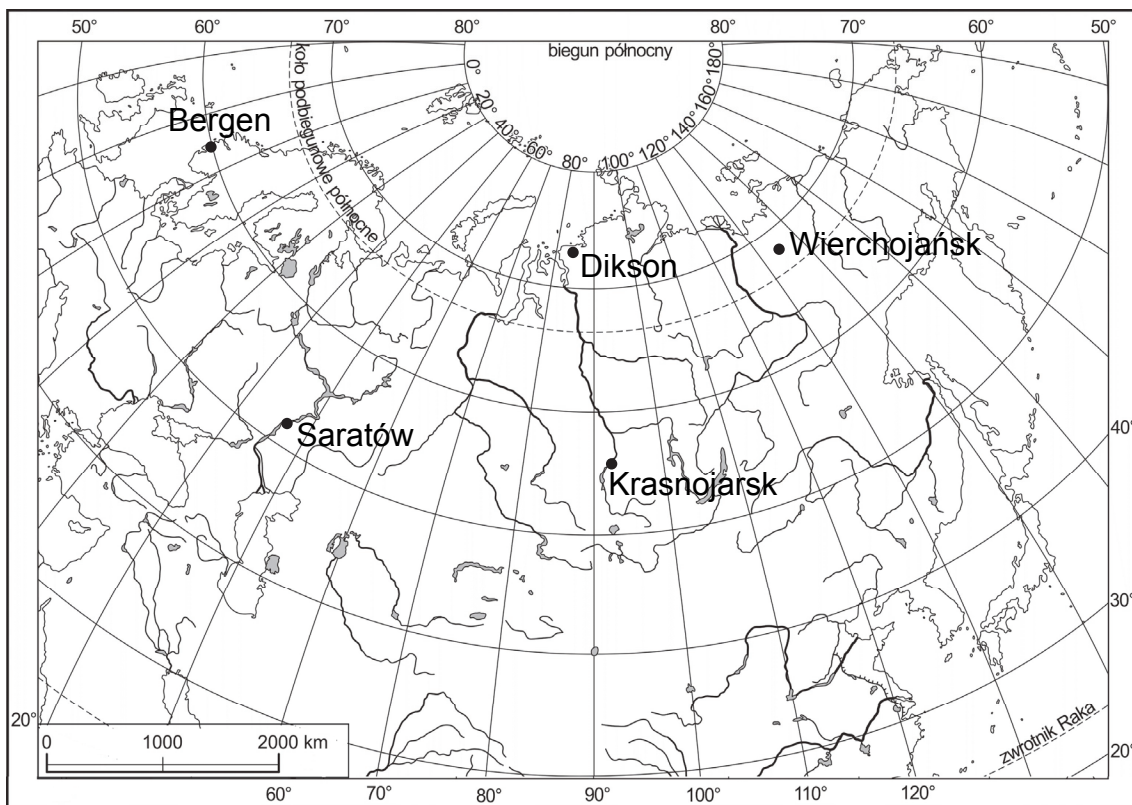 50° 60° 70° 80° 80° 70° 60° 50°
biegun północny
koło podbiegunowe północne
0° 20° 40° 60° 80° 100° 120° 140° 160° 180°
Bergen
Wierchojańsk
Dikson
Saratów
Krasnojarsk
40°
30°
20°
20°
zwrotnik Raka
0 1000 2000 km
60° 70° 80° 90° 100° 110° 120°